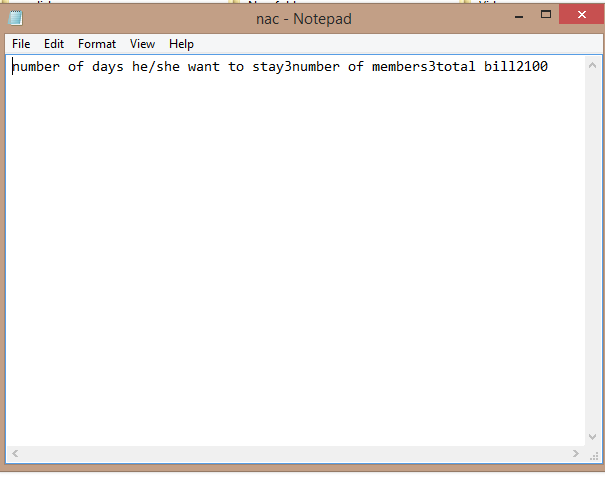 nac - Notepad
File Edit Format View Help
number of days he/she want to stay3number of members3total bill2100